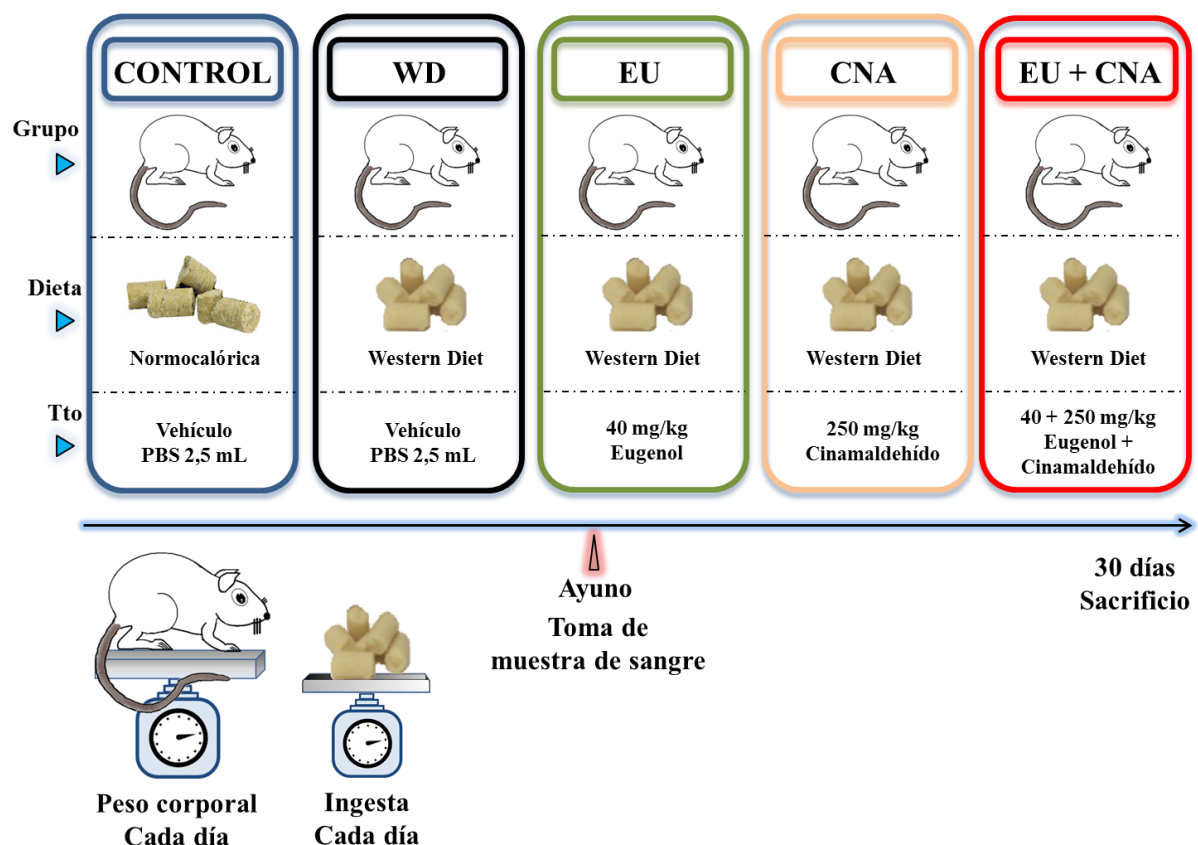 CONTROL
WD
EU
CNA
EU + CNA
Grupo
Dieta
Normocalórica
Western Diet
Western Diet
Western Diet
Western Diet
Tto
Vehículo
PBS 2,5 mL
Vehículo
PBS 2,5 mL
40 mg/kg
Eugenol
250 mg/kg
Cinamaldehído
40 + 250 mg/kg
Eugenol +
Cinamaldehído
Ayuno
Toma de
muestra de sangre
30 días
Sacrificio
Peso corporal
Cada día
Ingesta
Cada día